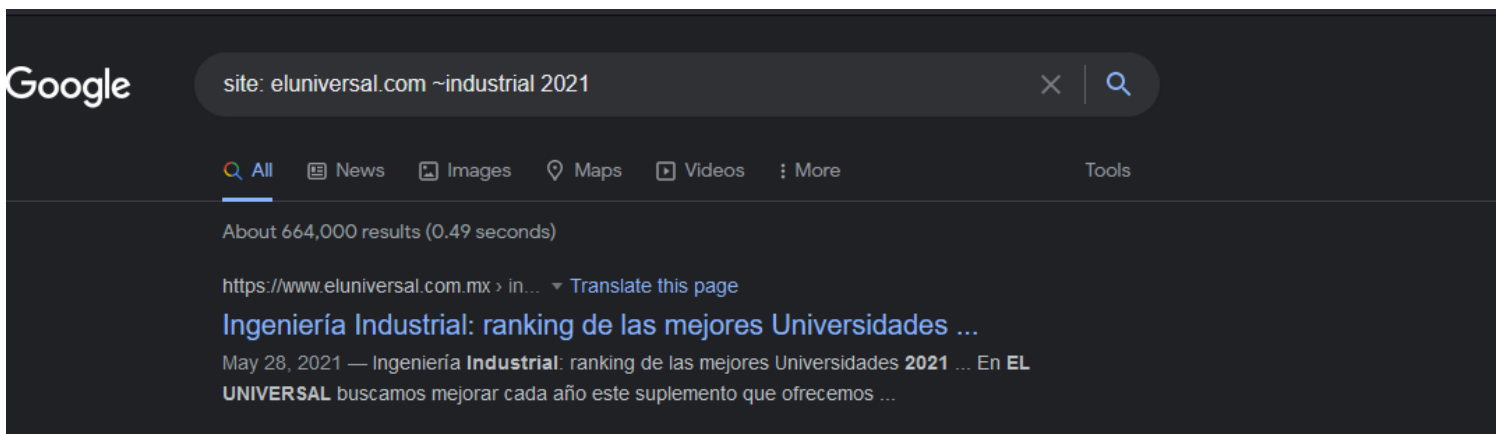 Google
site: eluniversal.com ~industrial 2021
All News Images Maps Videos More Tools
About 664,000 results (0.49 seconds)
https://www.eluniversal.com.mx › in... Translate this page
Ingeniería Industrial: ranking de las mejores Universidades ...
May 28, 2021 — Ingeniería Industrial: ranking de las mejores Universidades 2021 ... En EL
UNIVERSAL buscamos mejorar cada año este suplemento que ofrecemos ...